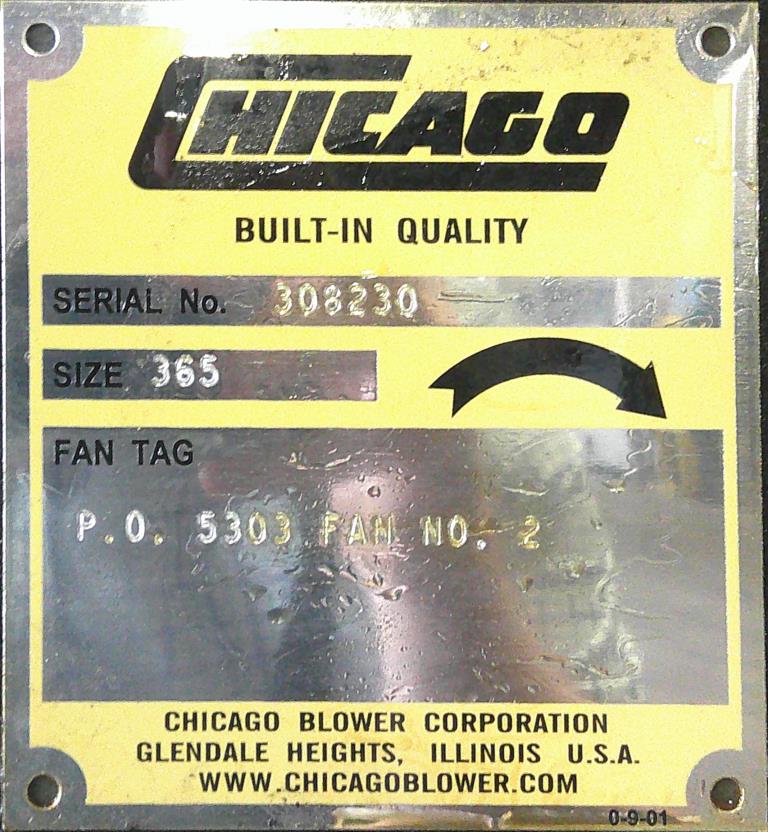 CHICAGO
BUILT-IN QUALITY
SERIAL No. 308230
SIZE 365
FAN TAG
P.O. 5303 FAN NO. 2
CHICAGO BLOWER CORPORATION
GLENDALE HEIGHTS, ILLINOIS U.S.A.
WWW.CHICAGOBLOWER.COM
0-9-01